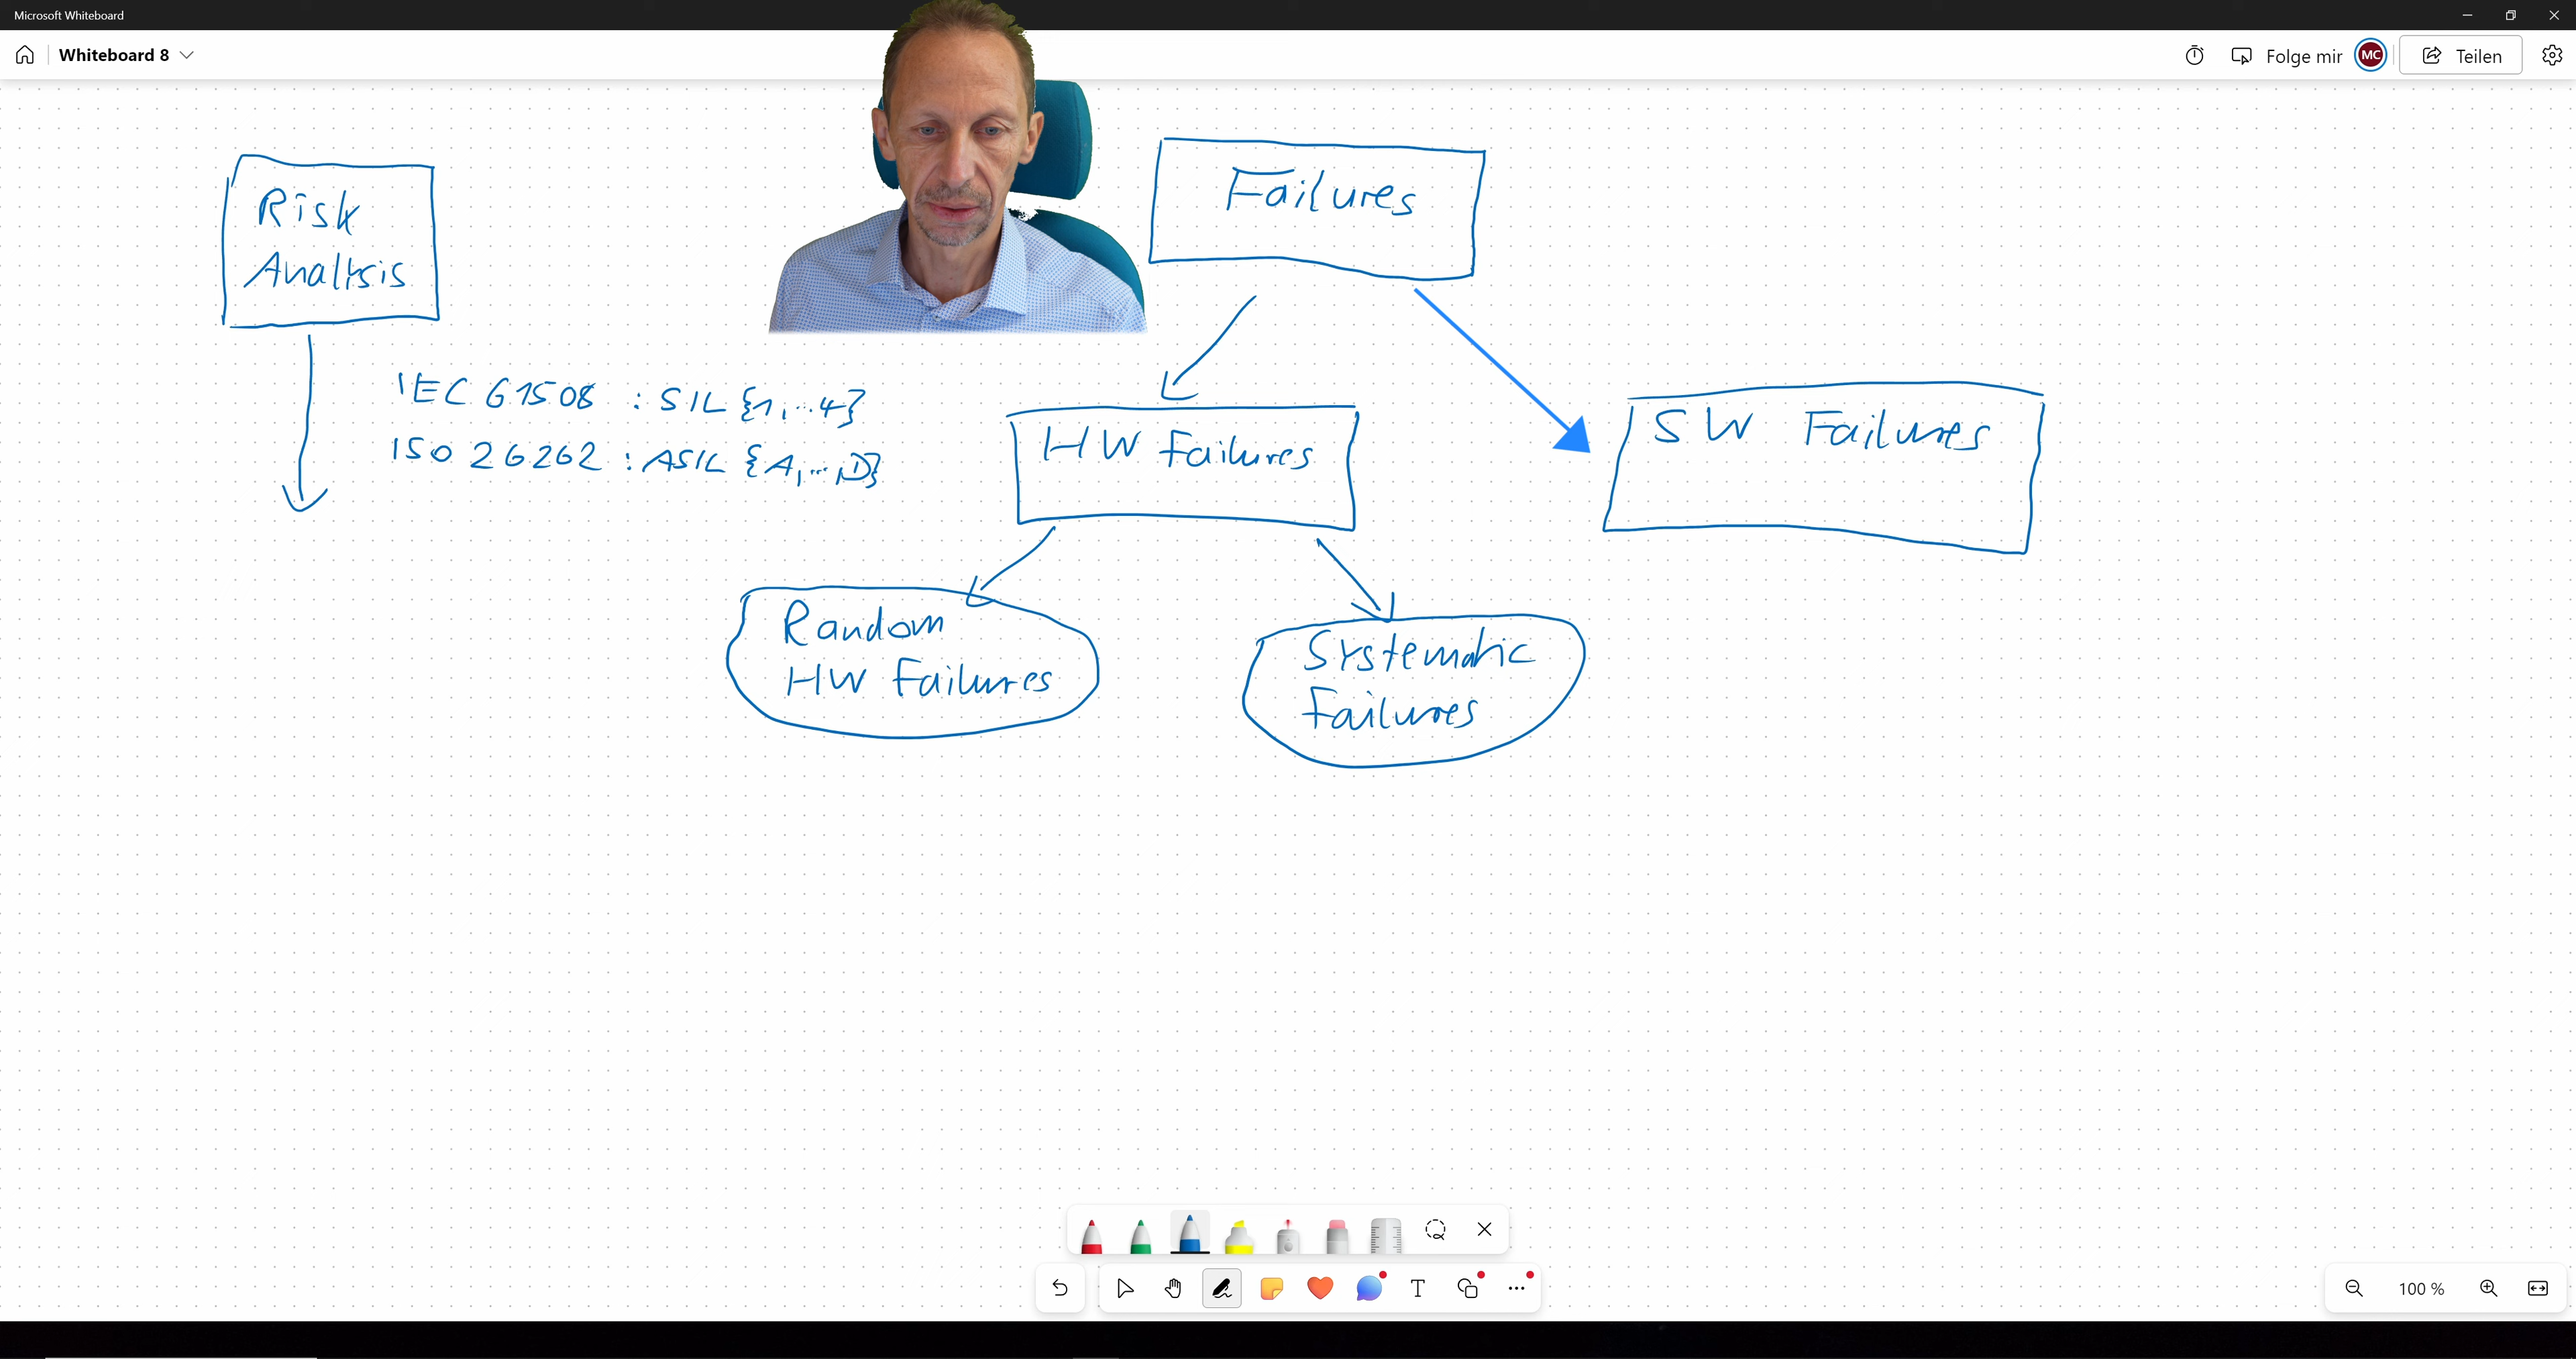 Microsoft Whiteboard
Whiteboard 8
Folge mir
MC
Teilen
Risk
Analysis
IEC 61508 : SIL {1,...4}
ISO 26262 : ASIL {A,...,D}
Failures
HW Failures
SW Failures
Random
HW Failures
Systematic
Failures
100 %